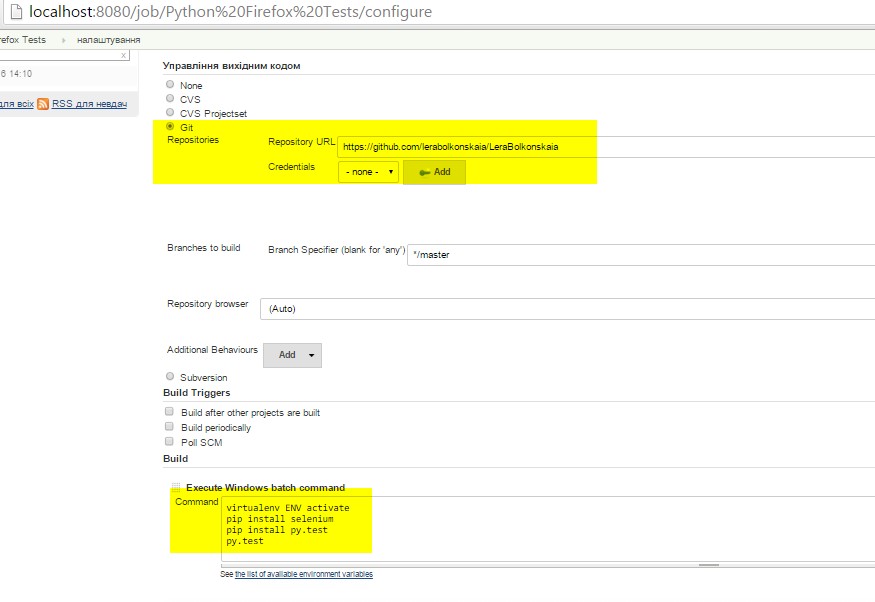 localhost:8080/job/Python%20Firefox%20Tests/configure
refox Tests налаштування
x
6 14:10
для всіх RSS для невдач
Управління вихідним кодом
None
CVS
CVS Projectset
Git
Repositories Repository URL https://github.com/lerabolkonskaia/LeraBolkonskaia
Credentials - none - Add
Branches to build Branch Specifier (blank for 'any') */master
Repository browser (Auto)
Additional Behaviours Add
Subversion
Build Triggers
Build after other projects are built
Build periodically
Poll SCM
Build
Execute Windows batch command
Command virtualenv ENV activate
pip install selenium
pip install py.test
py.test
See the list of available environment variables